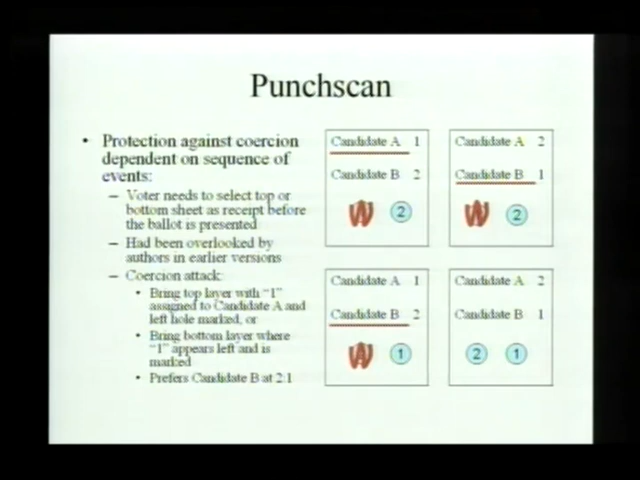 Punchscan
• Protection against coercion
dependent on sequence of
events:
– Voter needs to select top or
bottom sheet as receipt before
the ballot is presented
– Had been overlooked by
authors in earlier versions
– Coercion attack:
• Bring top layer with “1”
assigned to Candidate A and
left hole marked, or
• Bring bottom layer where
“1” appears left and is
marked
• Prefers Candidate B at 2:1
Candidate A 1
Candidate B 2
2
Candidate A 2
Candidate B 1
2
Candidate A 1
Candidate B 2
1
Candidate A 2
Candidate B 1
2 1